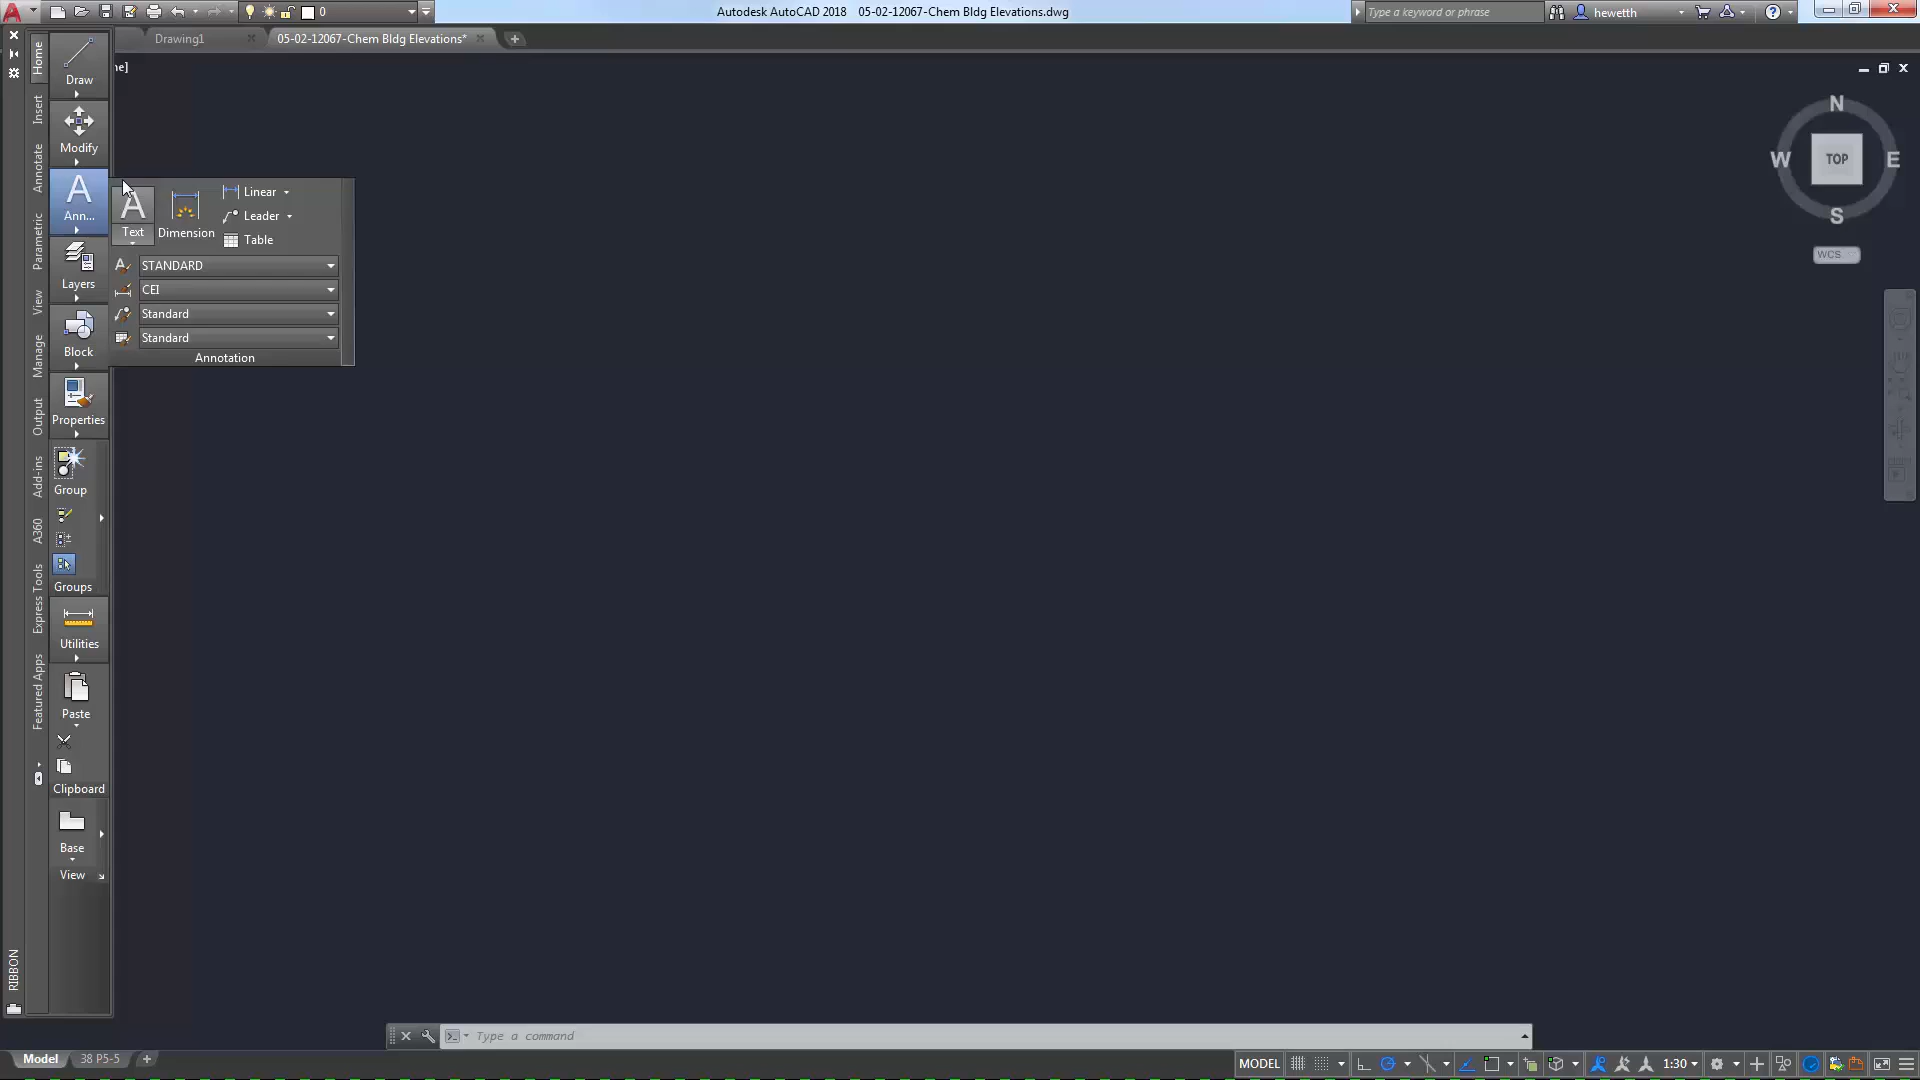 0
Autodesk AutoCAD 2018 05-02-12067-Chem Bldg Elevations.dwg
Type a keyword or phrase
hewetth
Drawing1
05-02-12067-Chem Bldg Elevations*
ne]
Home
Insert
Annotate
Parametric
View
Manage
Output
Add-ins
A360
Express Tools
Featured Apps
RIBBON
Draw
Modify
Ann...
Layers
Block
Properties
Group
Groups
Utilities
Paste
Clipboard
Base
View
Text
Dimension
Linear
Leader
Table
STANDARD
CEI
Standard
Standard
Annotation
N
W
TOP
E
S
WCS
Type a command
Model
38 P5-5
MODEL
1:30